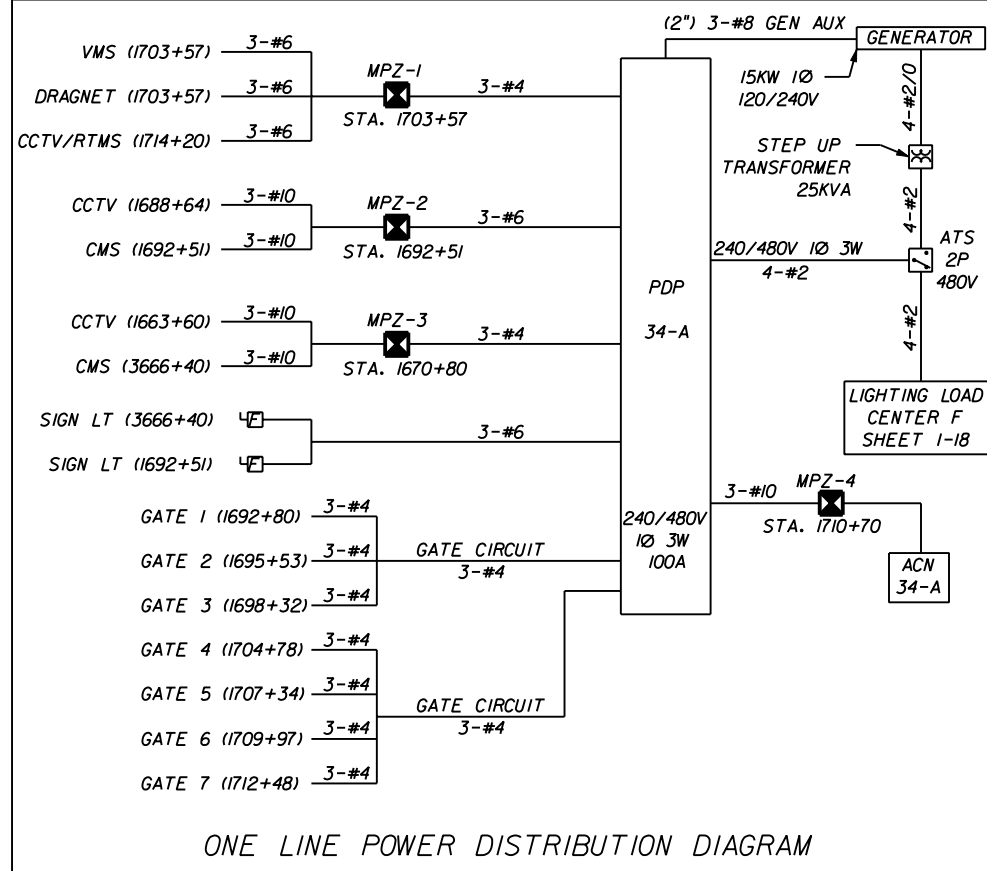 (2") 3-#8 GEN AUX
GENERATOR
15KW 1Ø
120/240V
4-#2/0
STEP UP
TRANSFORMER
25KVA
4-#2
ATS
2P
480V
240/480V 1Ø 3W
4-#2
4-#2
LIGHTING LOAD
CENTER F
SHEET 1-18
VMS (1703+57)
3-#6
DRAGNET (1703+57)
3-#6
CCTV/RTMS (1714+20)
3-#6
MPZ-1
STA. 1703+57
3-#4
CCTV (1688+64)
3-#10
CMS (1692+51)
3-#10
MPZ-2
STA. 1692+51
3-#6
CCTV (1663+60)
3-#10
CMS (3666+40)
3-#10
MPZ-3
STA. 1670+80
3-#4
SIGN LT (3666+40)
F
SIGN LT (1692+51)
F
3-#6
PDP
34-A
240/480V
1Ø 3W
100A
3-#10
MPZ-4
STA. 1710+70
ACN
34-A
GATE 1 (1692+80)
3-#4
GATE 2 (1695+53)
3-#4
GATE 3 (1698+32)
3-#4
GATE CIRCUIT
3-#4
GATE 4 (1704+78)
3-#4
GATE 5 (1707+34)
3-#4
GATE 6 (1709+97)
3-#4
GATE 7 (1712+48)
3-#4
GATE CIRCUIT
3-#4
ONE LINE POWER DISTRIBUTION DIAGRAM